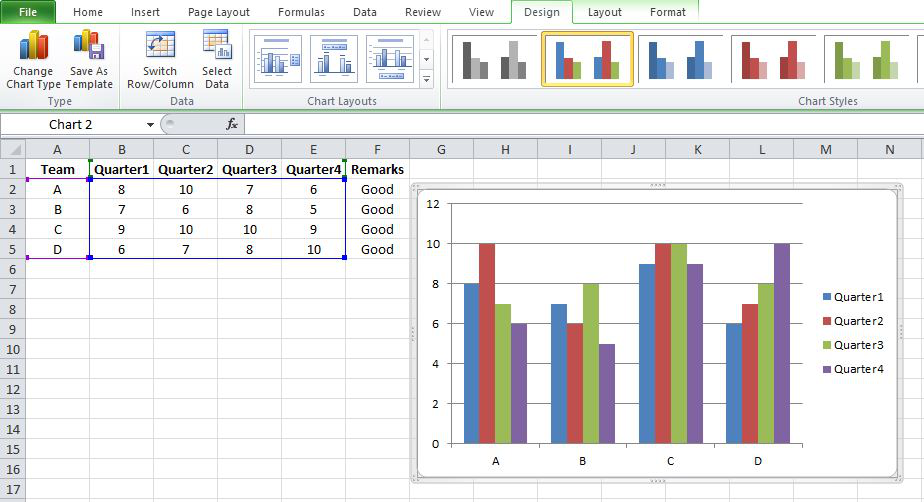 File Home Insert Page Layout Formulas Data Review View Design Layout Format
Change Save As Switch Select
Chart Type Template Row/Column Data
Type Data Chart Layouts Chart Styles
Chart 2 fx
A B C D E F G H I J K L M N
1 Team Quarter1 Quarter2 Quarter3 Quarter4 Remarks
2 A 8 10 7 6 Good
3 B 7 6 8 5 Good
4 C 9 10 10 9 Good
5 D 6 7 8 10 Good
6
7
8
9
10
11
12
13
14
15
16
17
12
10
8
6
4
2
0
A B C D
Quarter1
Quarter2
Quarter3
Quarter4